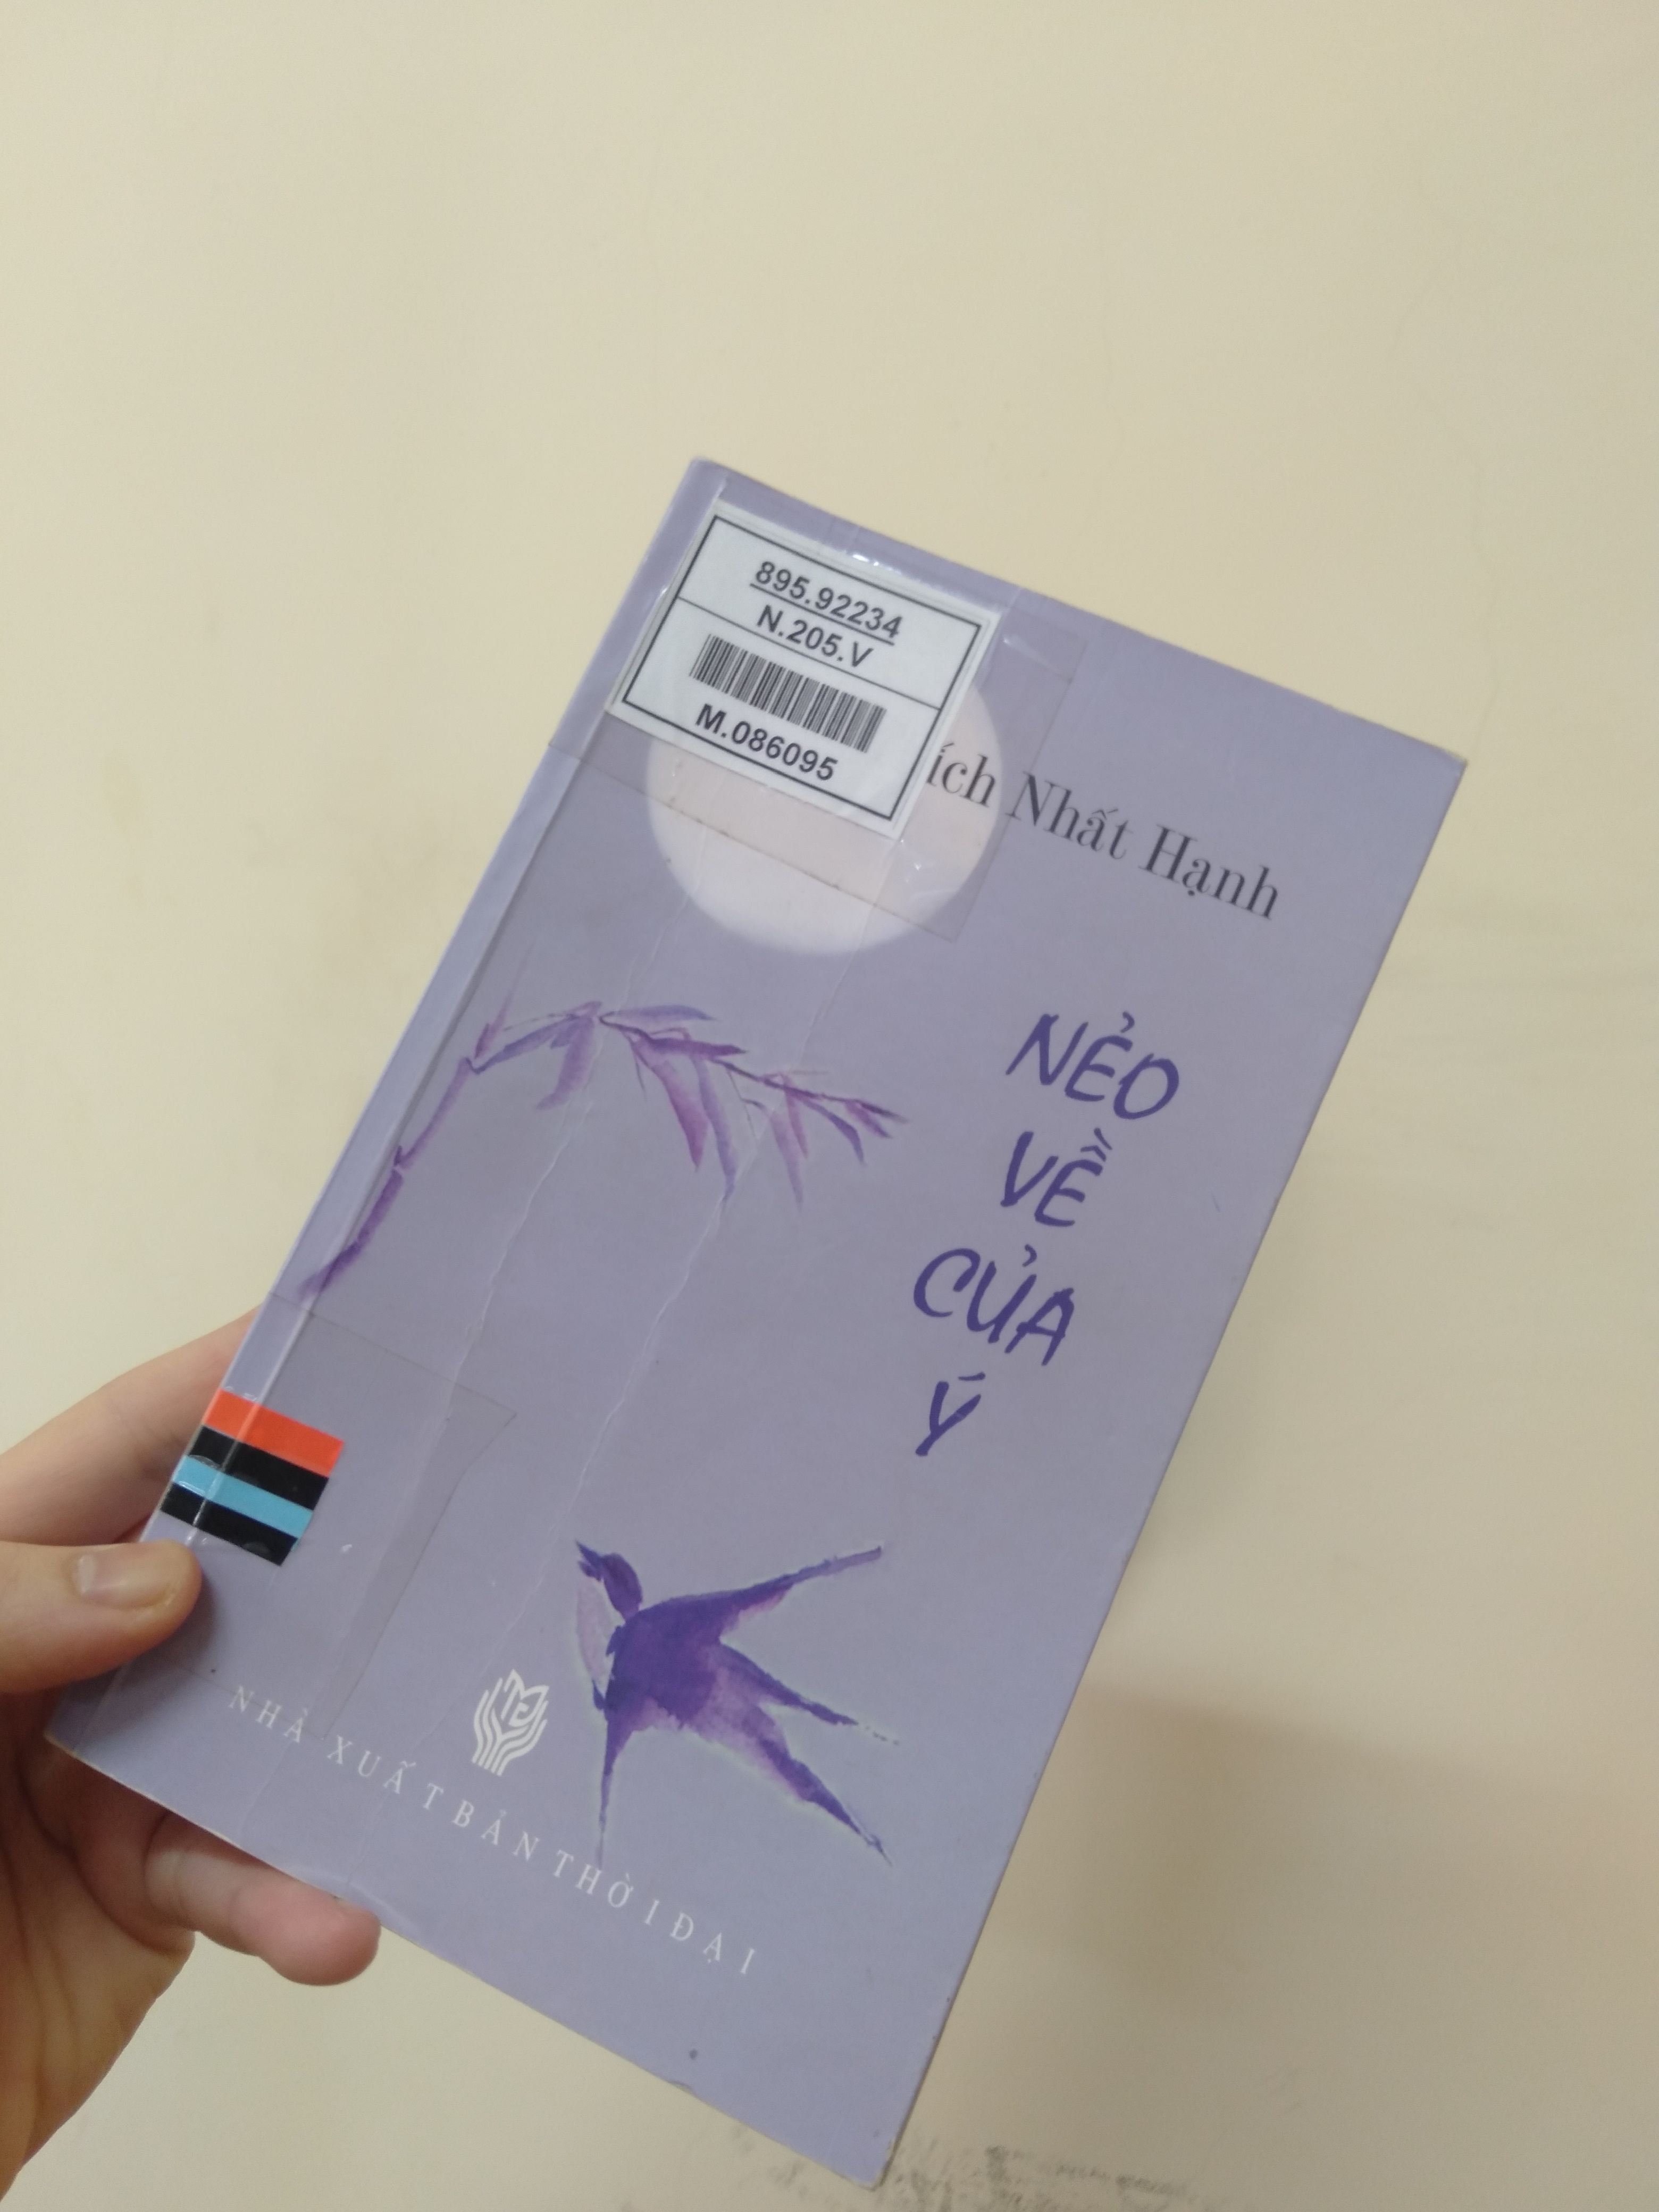 895.92234
N.205.V
M.086095
ích Nhất Hạnh
NẺO
VỀ
CỦA
Ý
NHÀ XUẤT BẢN THỜI ĐẠI